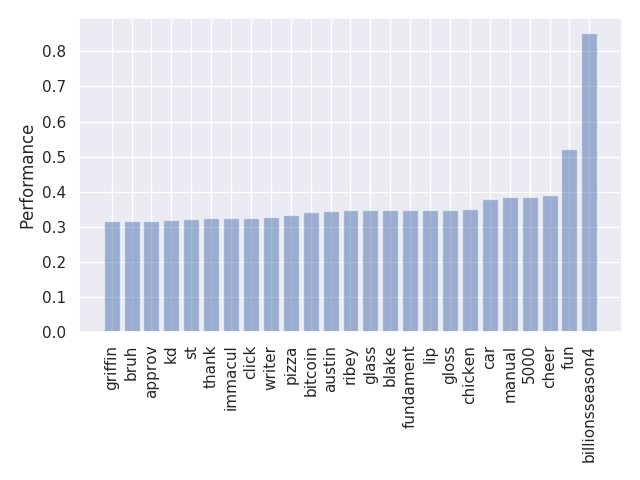 Performance
0.8
0.7
0.6
0.5
0.4
0.3
0.2
0.1
0.0
griffin
bruh
approv
kd
st
thank
immacul
click
writer
pizza
bitcoin
austin
ribey
glass
blake
fundament
lip
gloss
chicken
car
manual
5000
cheer
fun
billionsseason4